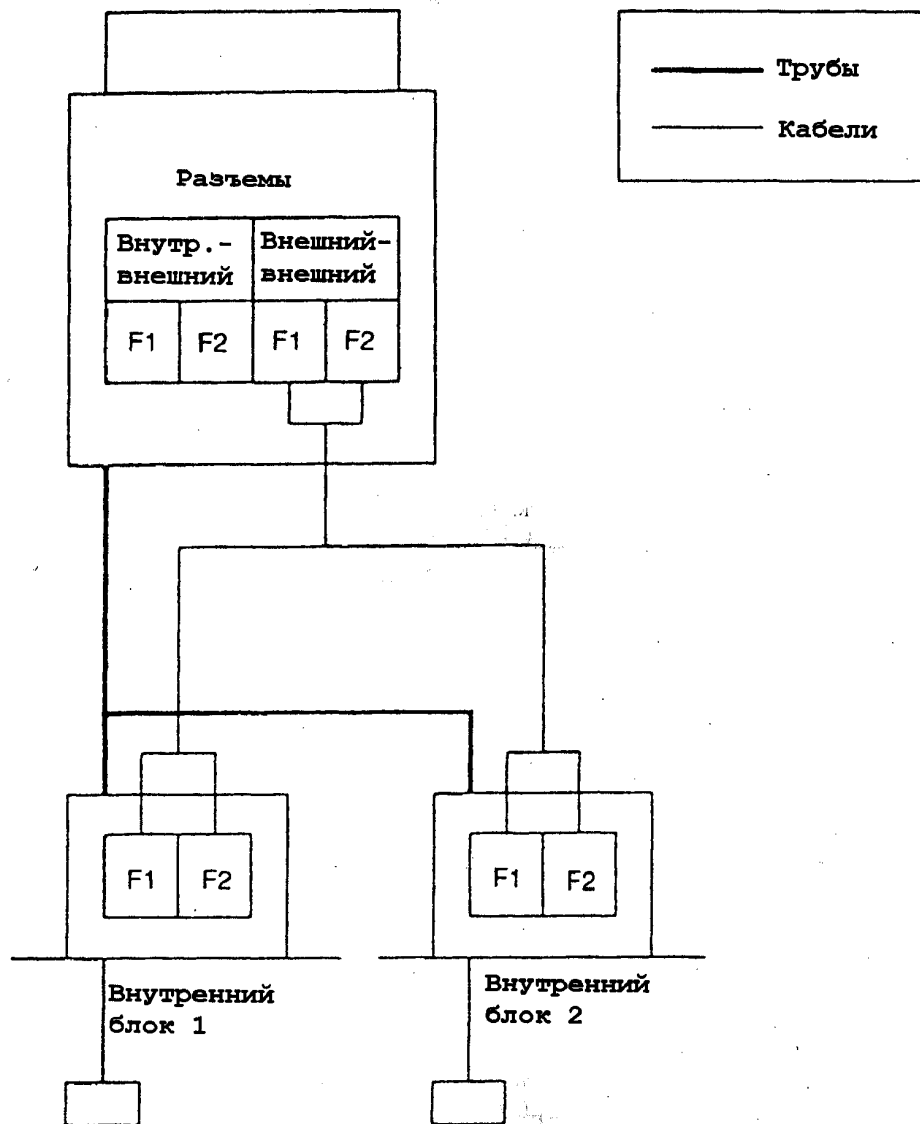 Трубы
Кабели
Разъемы
Внутр.-
внешний
Внешний-
внешний
F1 F2 F1 F2
F1 F2
F1 F2
Внутренний
блок 1
Внутренний
блок 2